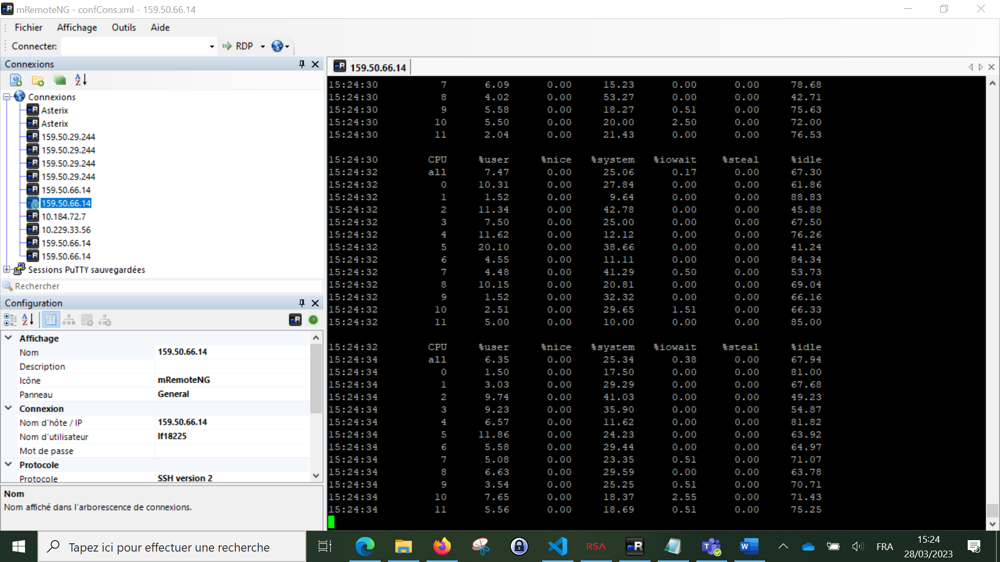 mRemoteNG - confCons.xml - 159.50.66.14
Fichier Affichage Outils Aide
Connecter: RDP
Connexions
Connexions
Asterix
Asterix
159.50.29.244
159.50.29.244
159.50.29.244
159.50.29.244
159.50.66.14
159.50.66.14
10.184.72.7
10.229.33.56
159.50.66.14
159.50.66.14
Sessions PuTTY sauvegardées
Rechercher
Configuration
Affichage
Nom 159.50.66.14
Description
Icône mRemoteNG
Panneau General
Connexion
Nom d'hôte / IP 159.50.66.14
Nom d'utilisateur lf18225
Mot de passe
Protocole
Protocole SSH version 2
Nom
Nom affiché dans l'arborescence de connexions.
159.50.66.14
15:24:30 7 6.09 0.00 15.23 0.00 0.00 78.68
15:24:30 8 4.02 0.00 53.27 0.00 0.00 42.71
15:24:30 9 5.58 0.00 18.27 0.51 0.00 75.63
15:24:30 10 5.50 0.00 20.00 2.50 0.00 72.00
15:24:30 11 2.04 0.00 21.43 0.00 0.00 76.53
15:24:30 CPU %user %nice %system %iowait %steal %idle
15:24:32 all 7.47 0.00 25.06 0.17 0.00 67.30
15:24:32 0 10.31 0.00 27.84 0.00 0.00 61.86
15:24:32 1 1.52 0.00 9.64 0.00 0.00 88.83
15:24:32 2 11.34 0.00 42.78 0.00 0.00 45.88
15:24:32 3 7.50 0.00 25.00 0.00 0.00 67.50
15:24:32 4 11.62 0.00 12.12 0.00 0.00 76.26
15:24:32 5 20.10 0.00 38.66 0.00 0.00 41.24
15:24:32 6 4.55 0.00 11.11 0.00 0.00 84.34
15:24:32 7 4.48 0.00 41.29 0.50 0.00 53.73
15:24:32 8 10.15 0.00 20.81 0.00 0.00 69.04
15:24:32 9 1.52 0.00 32.32 0.00 0.00 66.16
15:24:32 10 2.51 0.00 29.65 1.51 0.00 66.33
15:24:32 11 5.00 0.00 10.00 0.00 0.00 85.00
15:24:32 CPU %user %nice %system %iowait %steal %idle
15:24:34 all 6.35 0.00 25.34 0.38 0.00 67.94
15:24:34 0 1.50 0.00 17.50 0.00 0.00 81.00
15:24:34 1 3.03 0.00 29.29 0.00 0.00 67.68
15:24:34 2 9.74 0.00 41.03 0.00 0.00 49.23
15:24:34 3 9.23 0.00 35.90 0.00 0.00 54.87
15:24:34 4 6.57 0.00 11.62 0.00 0.00 81.82
15:24:34 5 11.86 0.00 24.23 0.00 0.00 63.92
15:24:34 6 5.58 0.00 29.44 0.00 0.00 64.97
15:24:34 7 5.08 0.00 23.35 0.51 0.00 71.07
15:24:34 8 6.63 0.00 29.59 0.00 0.00 63.78
15:24:34 9 3.54 0.00 25.25 0.51 0.00 70.71
15:24:34 10 7.65 0.00 18.37 2.55 0.00 71.43
15:24:34 11 5.56 0.00 18.69 0.51 0.00 75.25
Tapez ici pour effectuer une recherche
RSA
FRA
15:24
28/03/2023